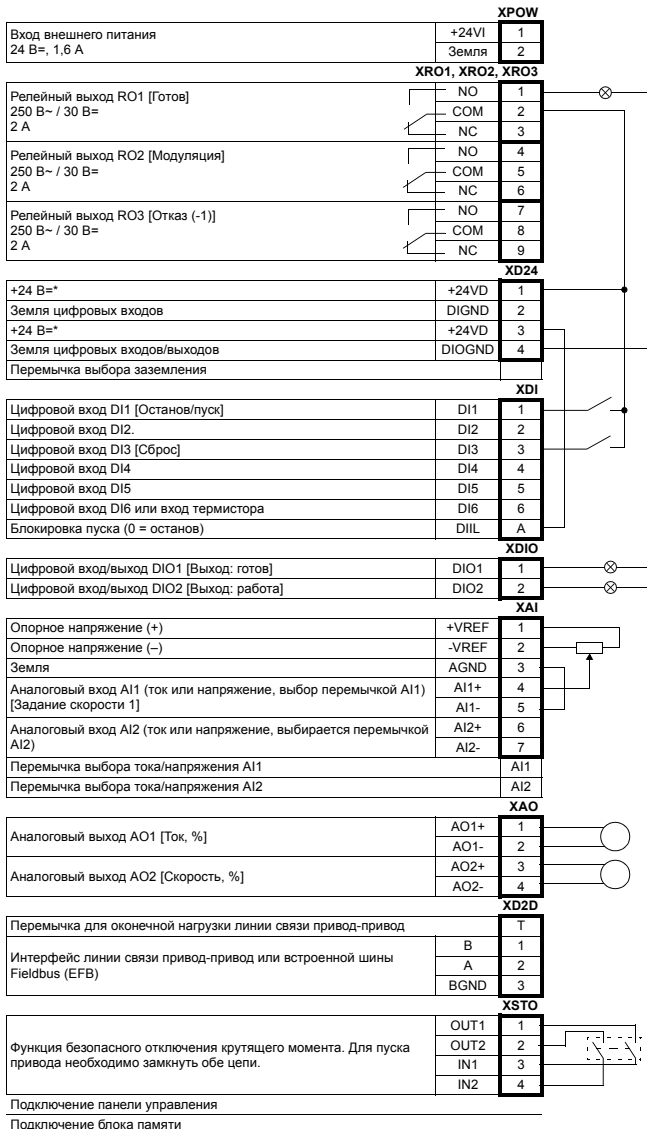 XPOW
Вход внешнего питания +24VI 1
24 В=, 1,6 А Земля 2
XRO1, XRO2, XRO3
Релейный выход RO1 [Готов] NO 1
250 В~ / 30 В= COM 2
2 А NC 3
Релейный выход RO2 [Модуляция] NO 4
250 В~ / 30 В= COM 5
2 А NC 6
Релейный выход RO3 [Отказ (-1)] NO 7
250 В~ / 30 В= COM 8
2 А NC 9
XD24
+24 В=* +24VD 1
Земля цифровых входов DIGND 2
+24 В=* +24VD 3
Земля цифровых входов/выходов DIOGND 4
Перемычка выбора заземления
XDI
Цифровой вход DI1 [Останов/пуск] DI1 1
Цифровой вход DI2. DI2 2
Цифровой вход DI3 [Сброс] DI3 3
Цифровой вход DI4 DI4 4
Цифровой вход DI5 DI5 5
Цифровой вход DI6 или вход термистора DI6 6
Блокировка пуска (0 = останов) DIIL A
XDIO
Цифровой вход/выход DIO1 [Выход: готов] DIO1 1
Цифровой вход/выход DIO2 [Выход: работа] DIO2 2
XAI
Опорное напряжение (+) +VREF 1
Опорное напряжение (–) -VREF 2
Земля AGND 3
Аналоговый вход AI1 (ток или напряжение, выбор перемычкой AI1) AI1+ 4
[Задание скорости 1] AI1- 5
Аналоговый вход AI2 (ток или напряжение, выбирается перемычкой AI2+ 6
AI2) AI2- 7
Перемычка выбора тока/напряжения AI1 AI1
Перемычка выбора тока/напряжения AI2 AI2
XAO
Аналоговый выход AO1 [Ток, %] AO1+ 1
AO1- 2
Аналоговый выход AO2 [Скорость, %] AO2+ 3
AO2- 4
XD2D
Перемычка для оконечной нагрузки линии связи привод-привод T
Интерфейс линии связи привод-привод или встроенной шины B 1
Fieldbus (EFB) A 2
BGND 3
XSTO
OUT1 1
Функция безопасного отключения крутящего момента. Для пуска OUT2 2
привода необходимо замкнуть обе цепи. IN1 3
IN2 4
Подключение панели управления
Подключение блока памяти